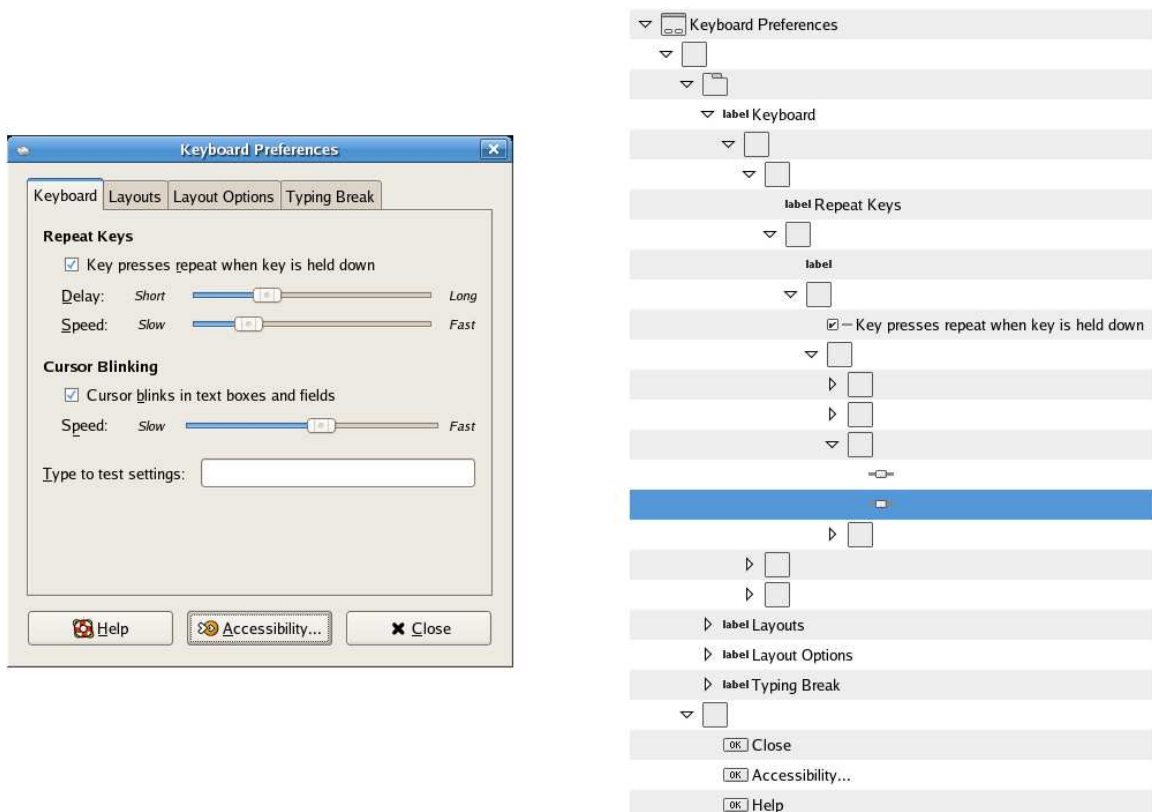 Keyboard Preferences
Keyboard Layouts Layout Options Typing Break
Repeat Keys
Key presses repeat when key is held down
Delay: Short Long
Speed: Slow Fast
Cursor Blinking
Cursor blinks in text boxes and fields
Speed: Slow Fast
Type to test settings:
Help Accessibility... Close
Keyboard Preferences
label Keyboard
label Repeat Keys
label
Key presses repeat when key is held down
label Layouts
label Layout Options
label Typing Break
OK Close
OK Accessibility...
OK Help